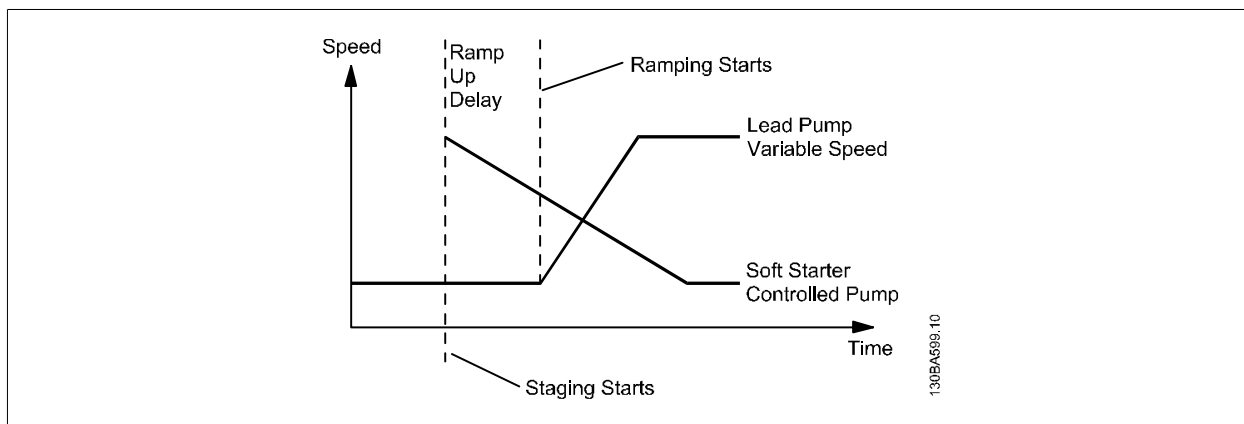 Speed
Ramp
Up
Delay
Ramping Starts
Lead Pump
Variable Speed
Soft Starter
Controlled Pump
Time
Staging Starts
130BA599.10